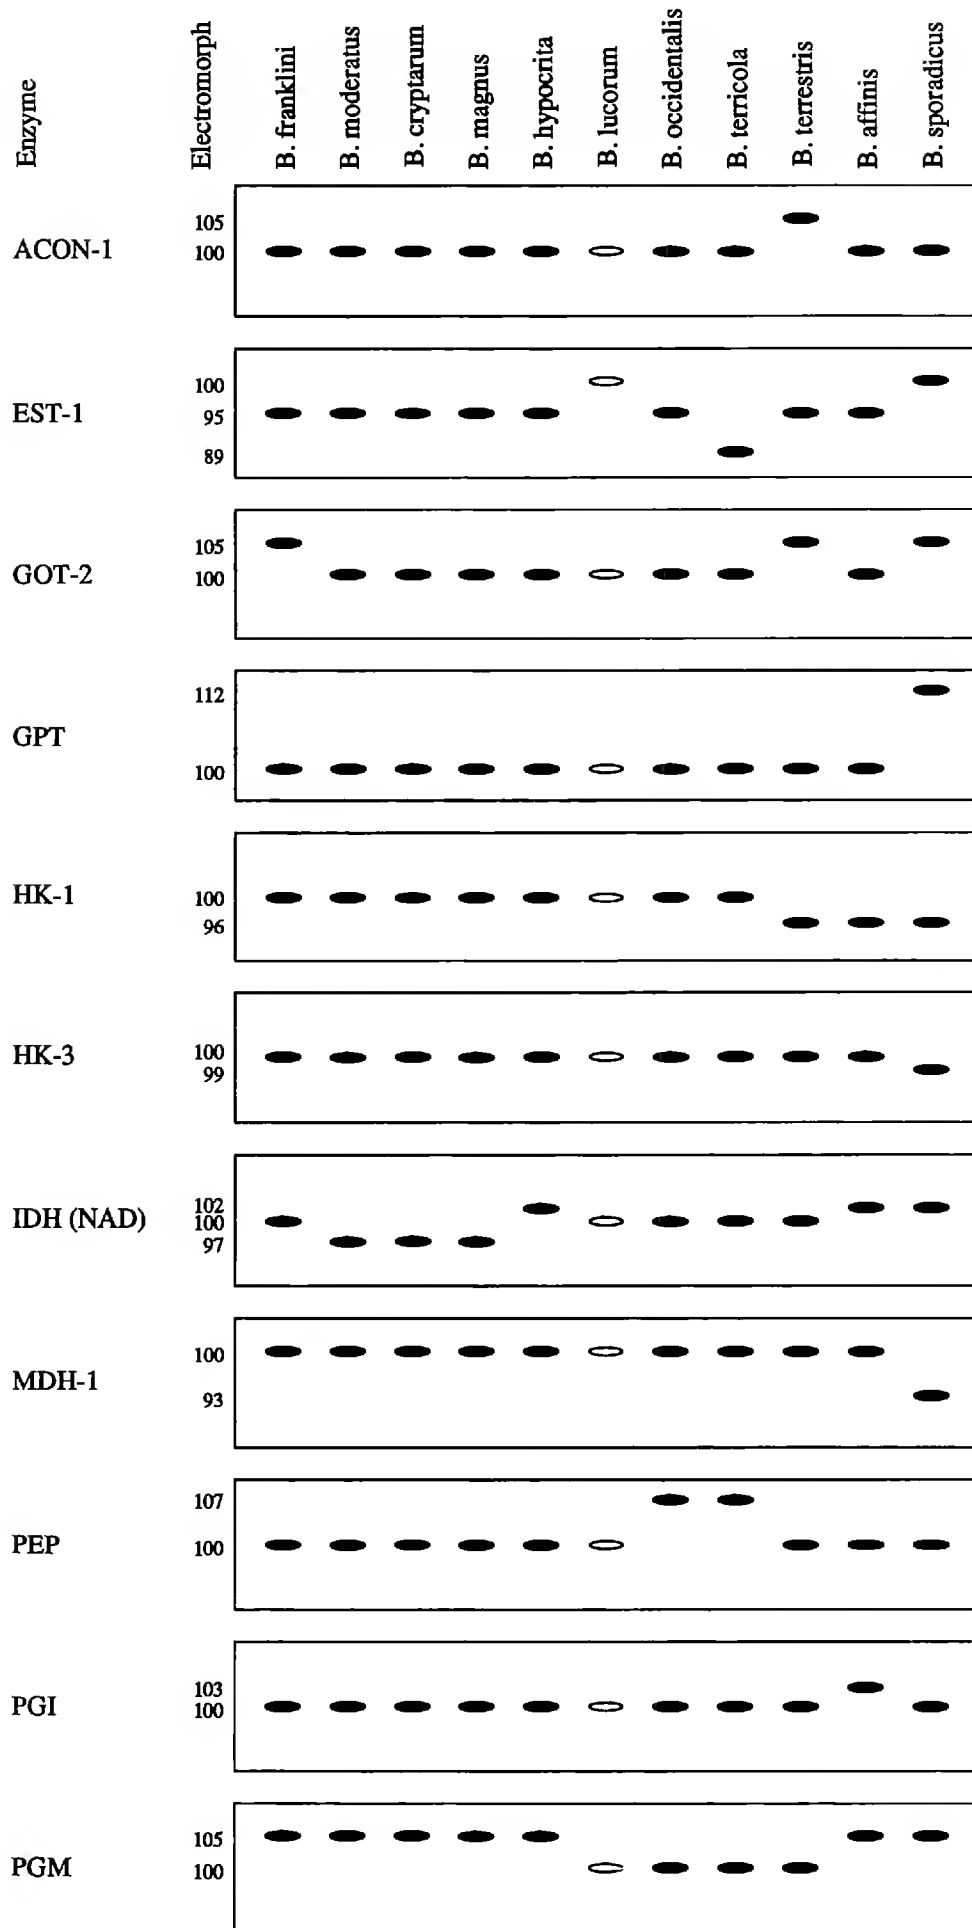 Enzyme
Electromorph
B. franklini
B. moderatus
B. cryptarum
B. magnus
B. hypocrita
B. lucorum
B. occidentalis
B. terricola
B. terrestris
B. affinis
B. sporadicus
105
ACON-1
100
100
EST-1
95
89
105
GOT-2
100
112
GPT
100
HK-1
100
96
HK-3
100
99
102
IDH (NAD)
100
97
100
MDH-1
93
107
PEP
100
103
PGI
100
105
PGM
100